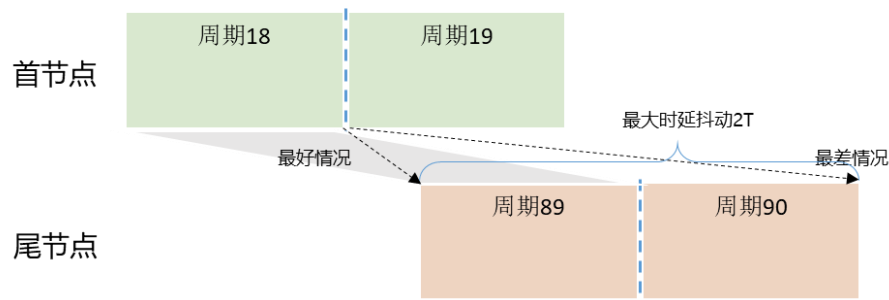 周期18
周期19
首节点
最大时延抖动2T
最好情况
最差情况
周期89
周期90
尾节点